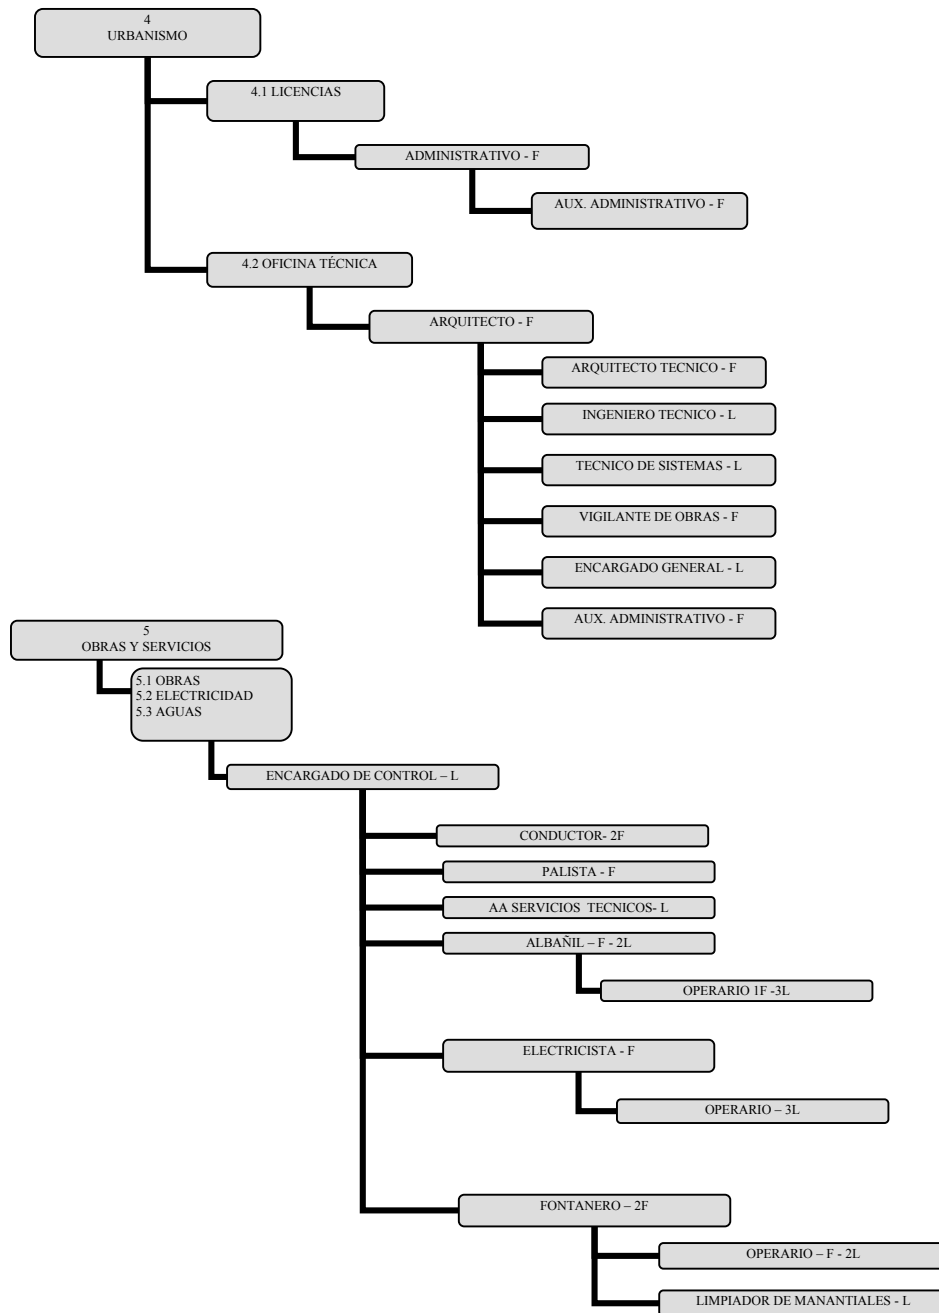 4
URBANISMO
4.1 LICENCIAS
ADMINISTRATIVO - F
AUX. ADMINISTRATIVO - F
4.2 OFICINA TÉCNICA
ARQUITECTO - F
ARQUITECTO TECNICO - F
INGENIERO TECNICO - L
TECNICO DE SISTEMAS - L
VIGILANTE DE OBRAS - F
ENCARGADO GENERAL - L
AUX. ADMINISTRATIVO - F
5
OBRAS Y SERVICIOS
5.1 OBRAS
5.2 ELECTRICIDAD
5.3 AGUAS
ENCARGADO DE CONTROL – L
CONDUCTOR- 2F
PALISTA - F
AA SERVICIOS TECNICOS- L
ALBAÑIL – F - 2L
OPERARIO 1F -3L
ELECTRICISTA - F
OPERARIO – 3L
FONTANERO – 2F
OPERARIO – F - 2L
LIMPIADOR DE MANANTIALES - L